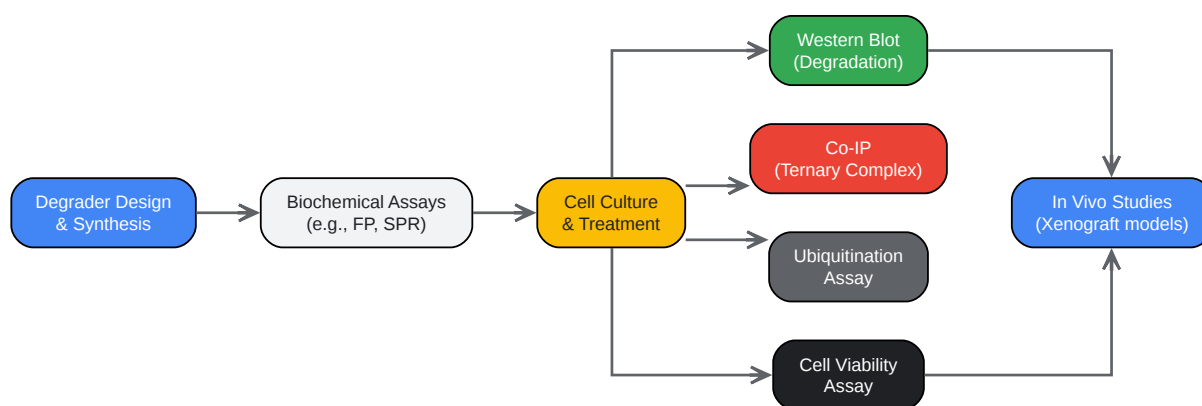 Degrader Design
& Synthesis
Biochemical Assays
(e.g., FP, SPR)
Cell Culture
& Treatment
Western Blot
(Degradation)
Co-IP
(Ternary Complex)
Ubiquitination
Assay
Cell Viability
Assay
In Vivo Studies
(Xenograft models)